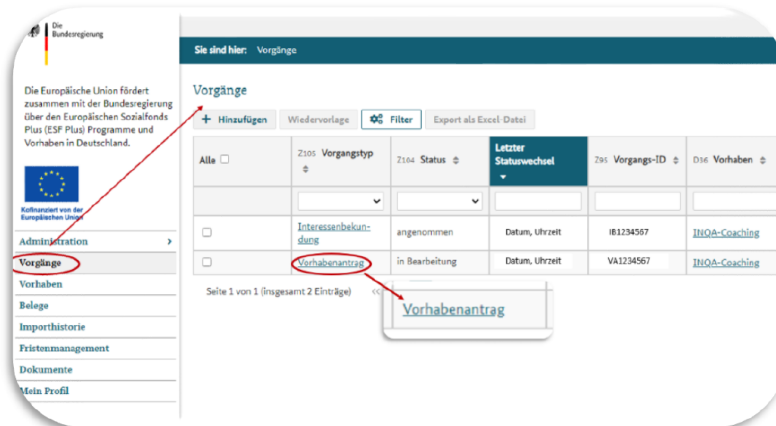 Die
Bundesregierung
Sie sind hier: Vorgänge
Die Europäische Union fördert
zusammen mit der Bundesregierung
über den Europäischen Sozialfonds
Plus (ESF Plus) Programme und
Vorhaben in Deutschland.
Kofinanziert von der
Europäischen Union
Administration
Vorgänge
Vorhaben
Belege
Importhistorie
Fristenmanagement
Dokumente
Mein Profil
Vorgänge
+ Hinzufügen Wiedervorlage Filter Export als Excel-Datei
Alle Z105 Vorgangstyp Z104 Status Letzter Statuswechsel Z95 Vorgangs-ID D16 Vorhaben
Interessenbekun-
dung angenommen Datum, Uhrzeit IB1234567 INQA-Coaching
Vorhabenantrag in Bearbeitung Datum, Uhrzeit VA1234567 INQA-Coaching
Seite 1 von 1 (insgesamt 2 Einträge) <<
Vorhabenantrag